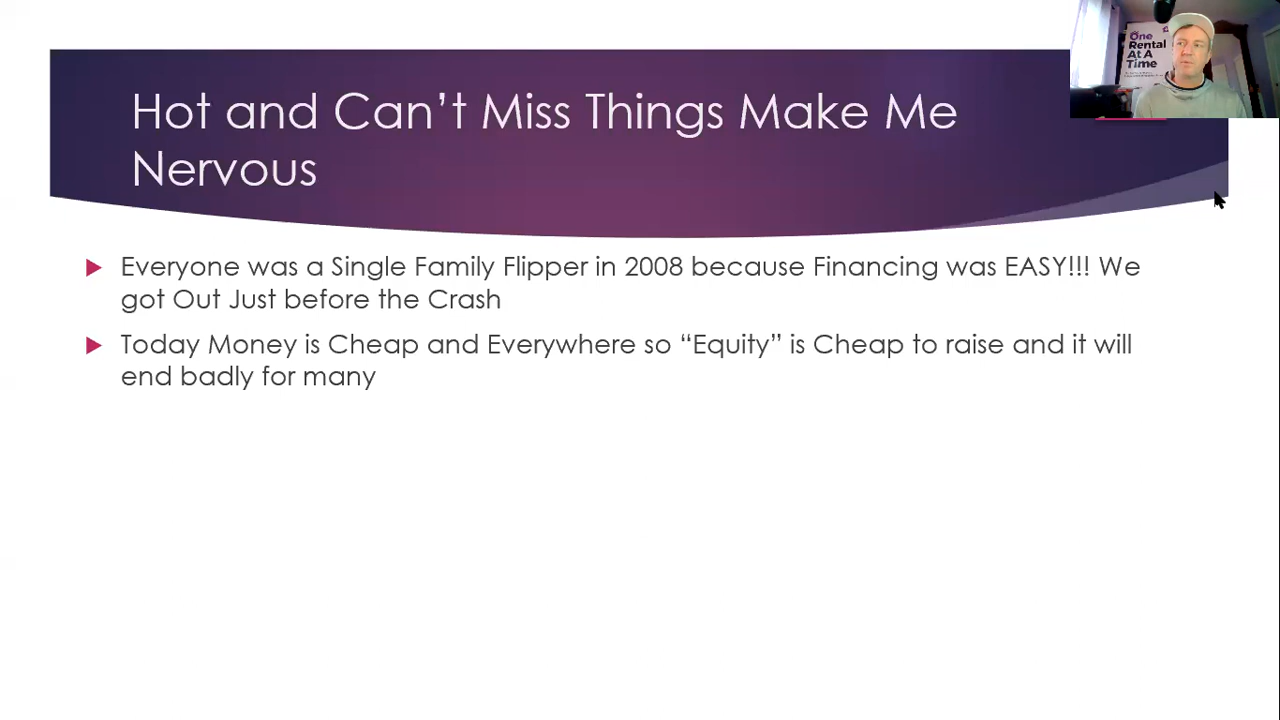 Hot and Can’t Miss Things Make Me
Nervous
One
Rental
At A
Time
Everyone was a Single Family Flipper in 2008 because Financing was EASY!!! We
got Out Just before the Crash
Today Money is Cheap and Everywhere so “Equity” is Cheap to raise and it will
end badly for many